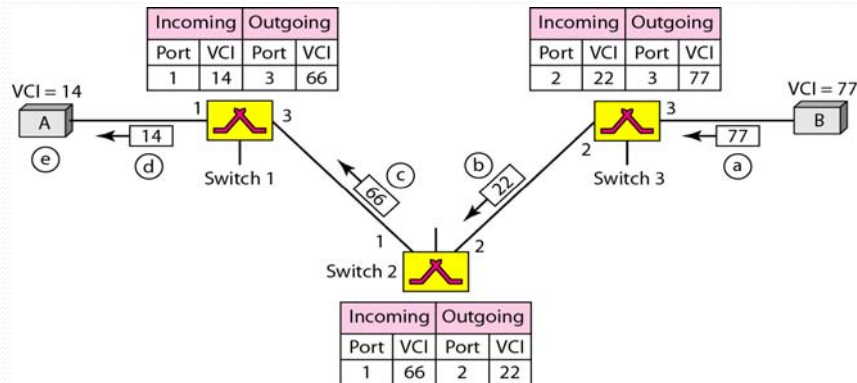 Incoming Outgoing
Port VCI Port VCI
1 14 3 66
Incoming Outgoing
Port VCI Port VCI
2 22 3 77
VCI = 14
VCI = 77
A
1
3
3
B
14
77
2
e
d
Switch 1
c
66
b
22
Switch 3
a
1
2
Switch 2
Incoming Outgoing
Port VCI Port VCI
1 66 2 22